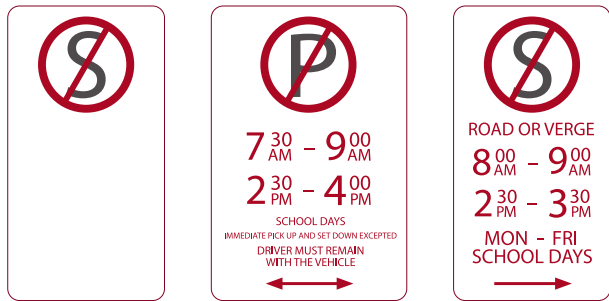 S
P
7 30 AM – 9 00 AM
2 30 PM – 4 00 PM
SCHOOL DAYS
IMMEDIATE PICK UP AND SET DOWN EXCEPTED
DRIVER MUST REMAIN
WITH THE VEHICLE
S
ROAD OR VERGE
8 00 AM – 9 00 AM
2 30 PM – 3 30 PM
MON – FRI
SCHOOL DAYS